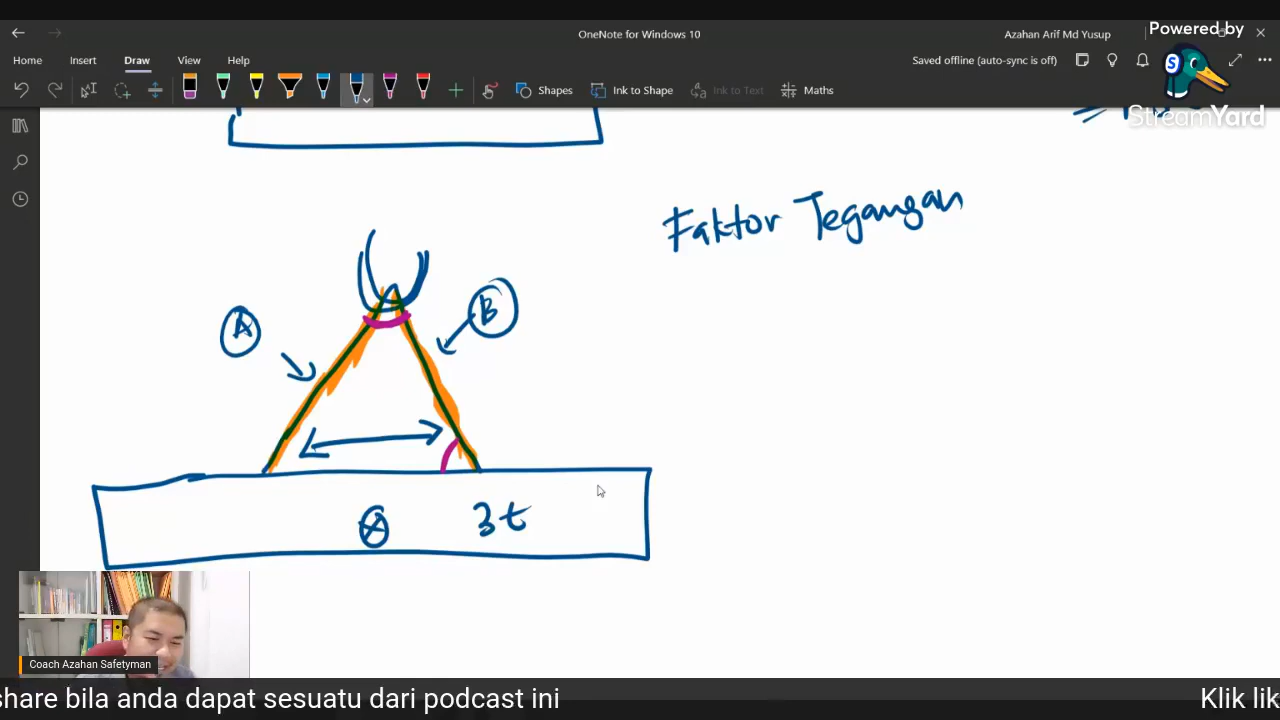 OneNote for Windows 10
Azahan Arif Md Yusup
Powered by
Home Insert Draw View Help
Saved offline (auto-sync is off)
Shapes Ink to Shape Ink to Text Maths
S
StreamYard
Faktor Tegangan
A
B
3t
Coach Azahan Safetyman
share bila anda dapat sesuatu dari podcast ini
Klik lik